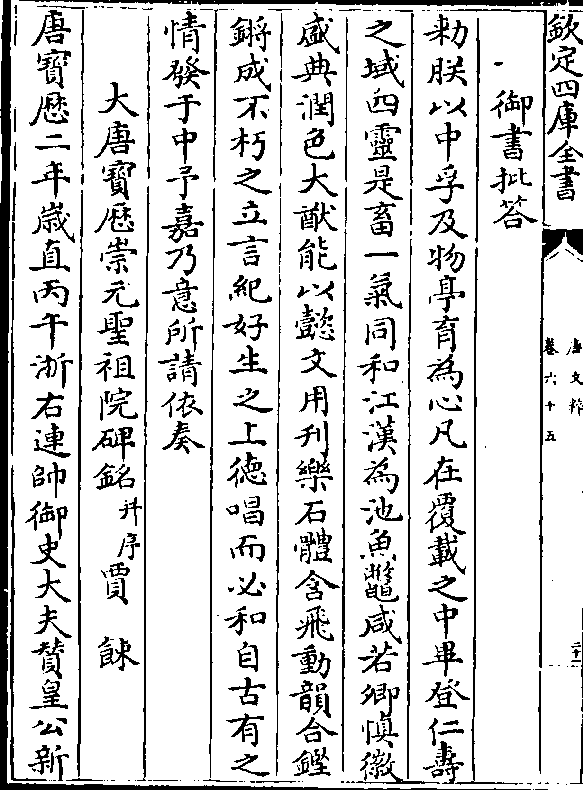 欽定四庫全書
唐文粹
卷六十五
御書批答
勅朕以中孚及物亭育為心凡在覆載之中畢登仁壽
之域四靈是畜一氣同和江漢為池魚鼈咸若卿慎徽
盛典潤色大猷能以懿文用刋樂石體含飛動韻合鏗
鏘成不朽之立言紀好生之上德唱而必和自古有之
情發于中予嘉乃意所請依奏
大唐寶厯崇元聖祖院碑銘并序 賈 餗
唐寶厯二年嵗直丙午浙右連帥御史大夫贊皇公新